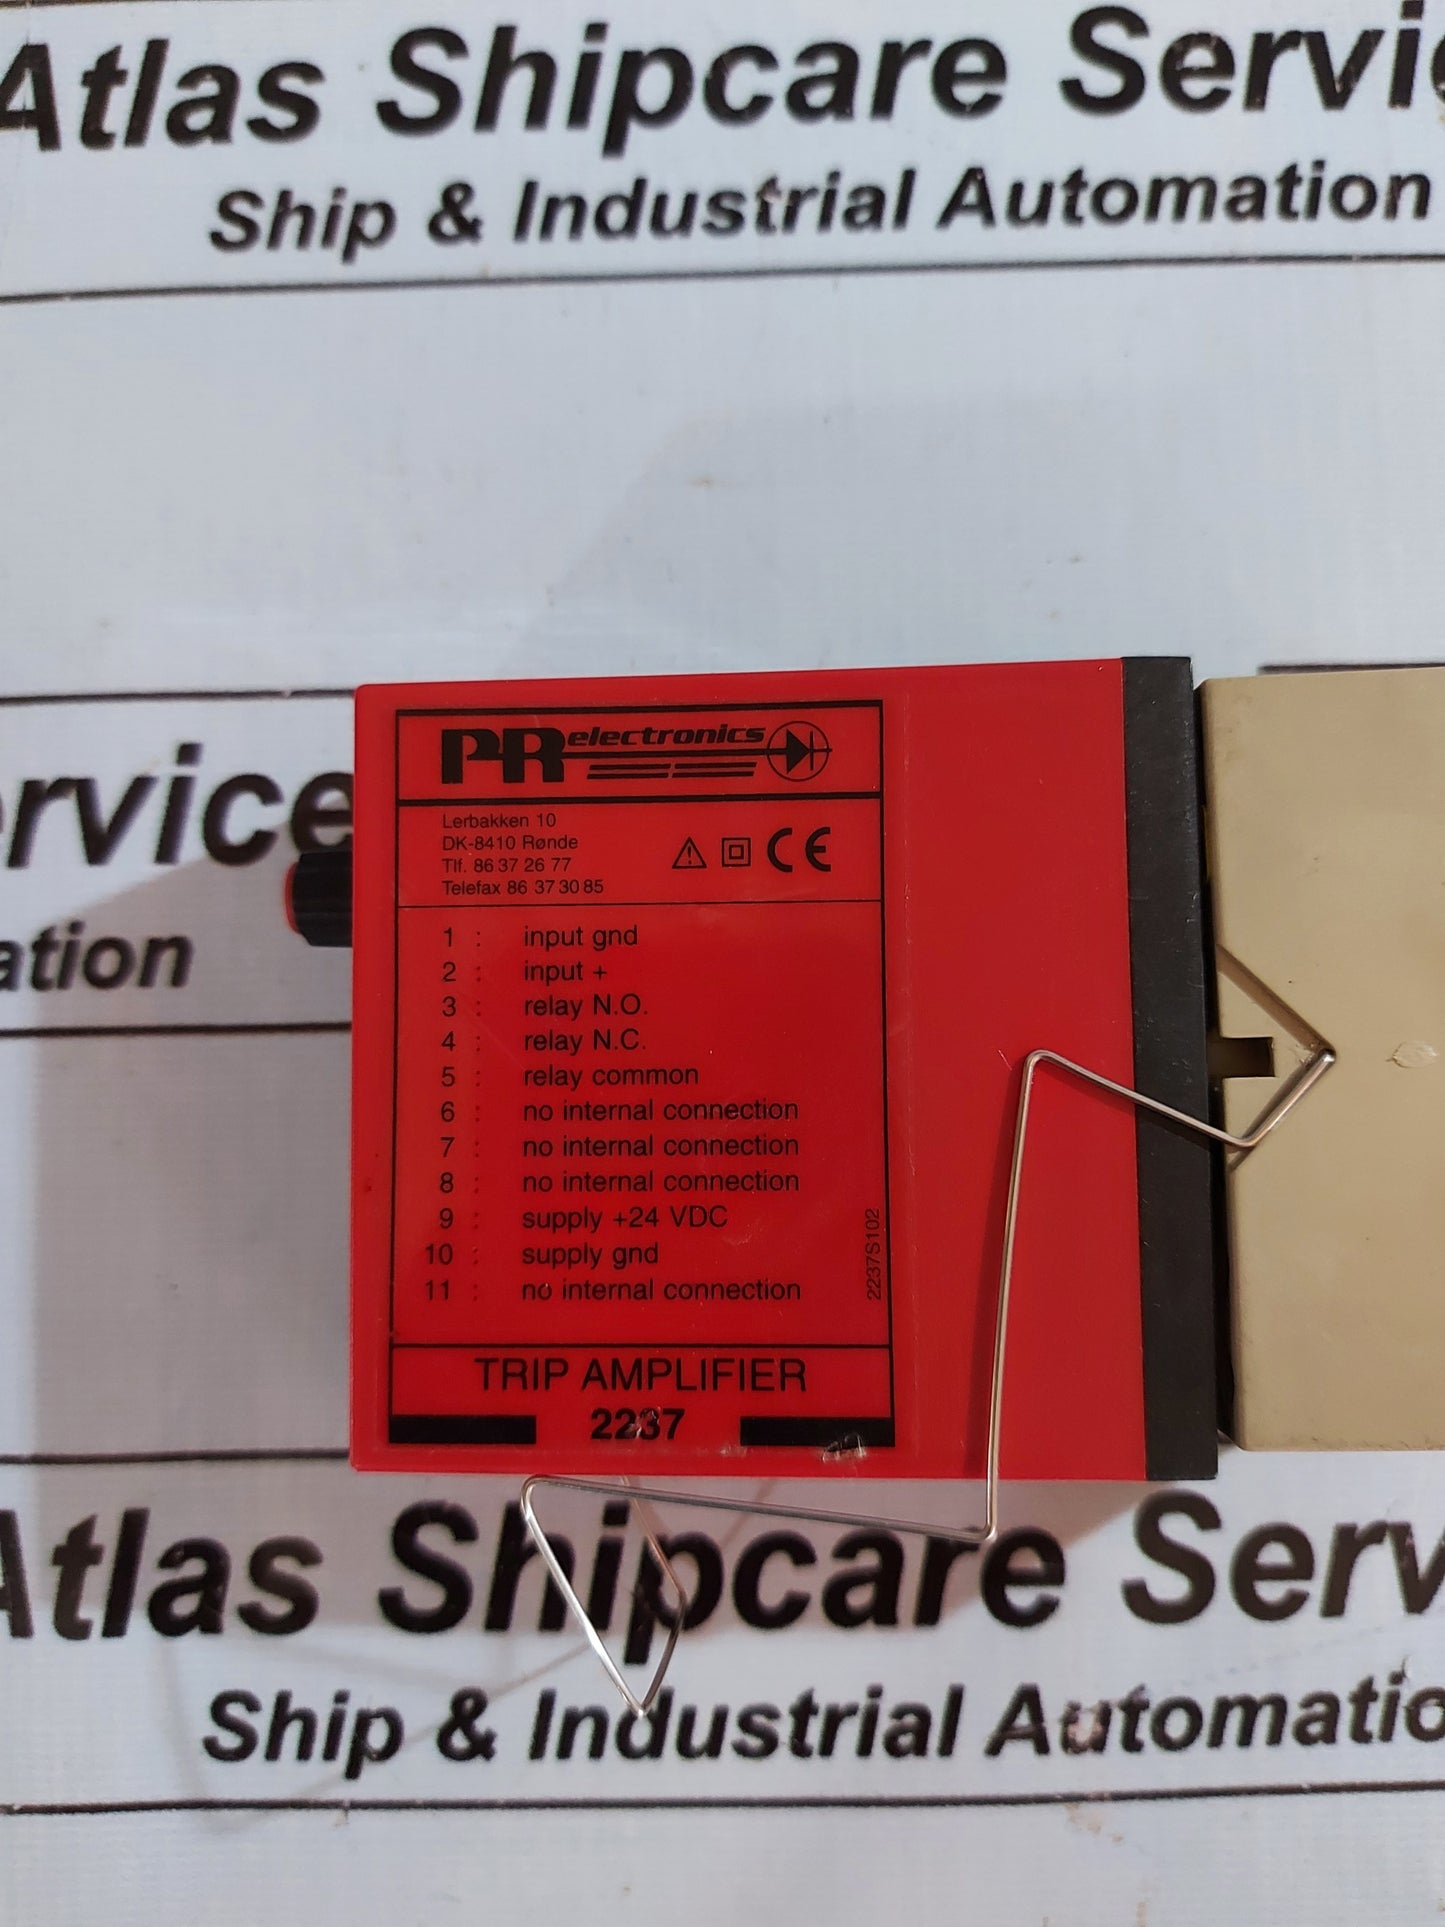 Atlas Shipcare Servic
Ship & Industrial Automation
ervice
ation
PR electronics
Lerbakken 10
DK-8410 Rønde
Tlf. 86 37 26 77
Telefax 86 37 30 85
CE
1 : input gnd
2 : input +
3 : relay N.O.
4 : relay N.C.
5 : relay common
6 : no internal connection
7 : no internal connection
8 : no internal connection
9 : supply +24 VDC
10 : supply gnd
11 : no internal connection
2237S102
TRIP AMPLIFIER
2237
Atlas Shipcare Serv
Ship & Industrial Automatio